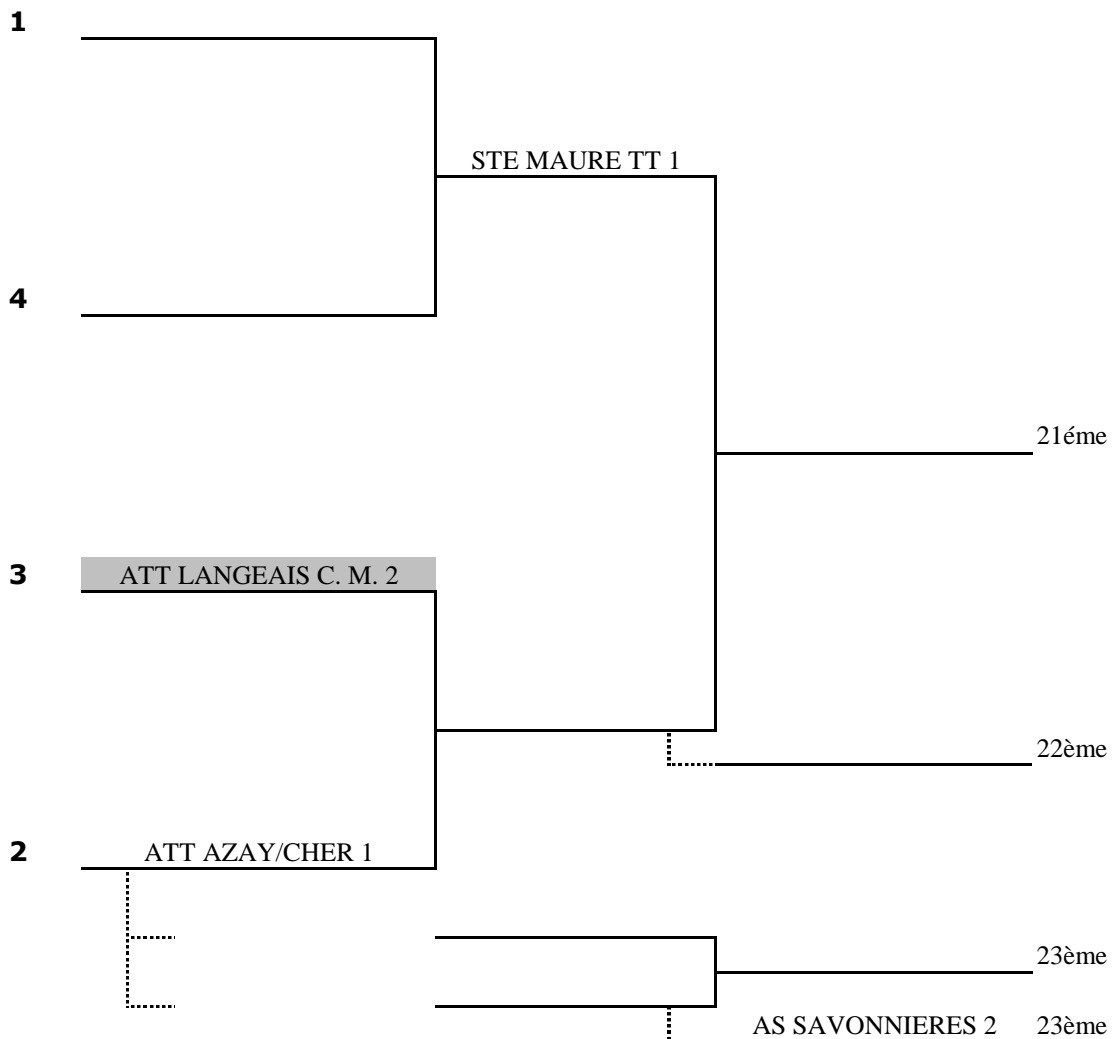 1
STE MAURE TT 1
4
21éme
3 ATT LANGEAIS C. M. 2
22ème
2 ATT AZAY/CHER 1
23ème
AS SAVONNIERES 2 23ème